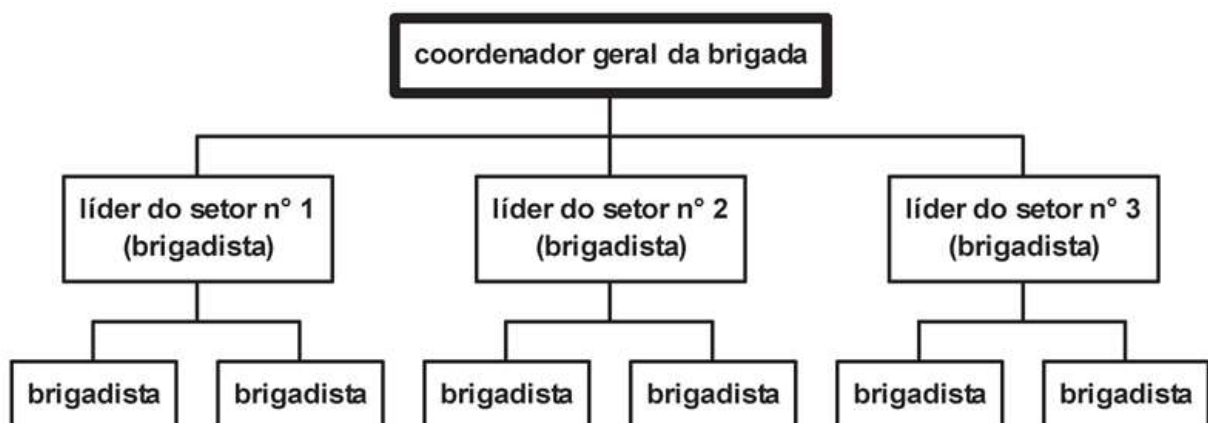 coordenador geral da brigada
líder do setor n° 1
(brigadista)
líder do setor n° 2
(brigadista)
líder do setor n° 3
(brigadista)
brigadista
brigadista
brigadista
brigadista
brigadista
brigadista